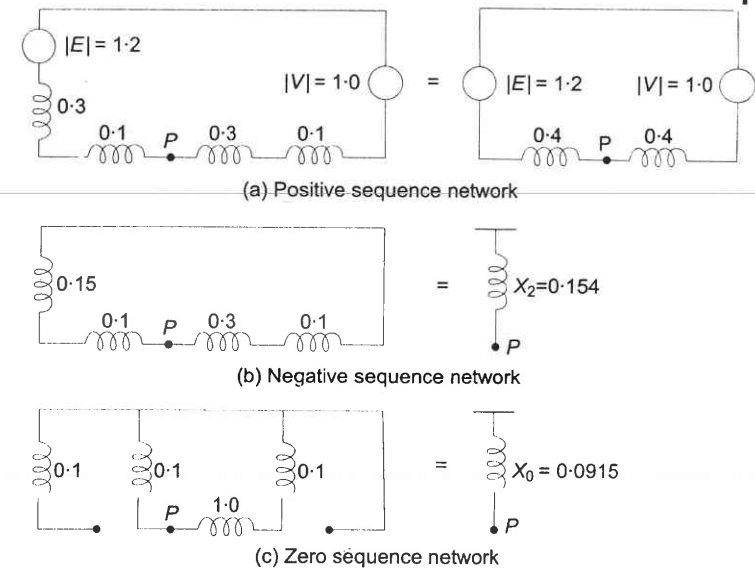 |E| = 1·2
|V| = 1·0 = |E| = 1·2 |V| = 1·0
0·3
0·1 P 0·3 0·1 0·4 P 0·4
(a) Positive sequence network
0·15 = X₂=0·154
0·1 P 0·3 0·1
P
(b) Negative sequence network
0·1 0·1 0·1 = X₀ = 0·0915
P 1·0 P
(c) Zero sequence network